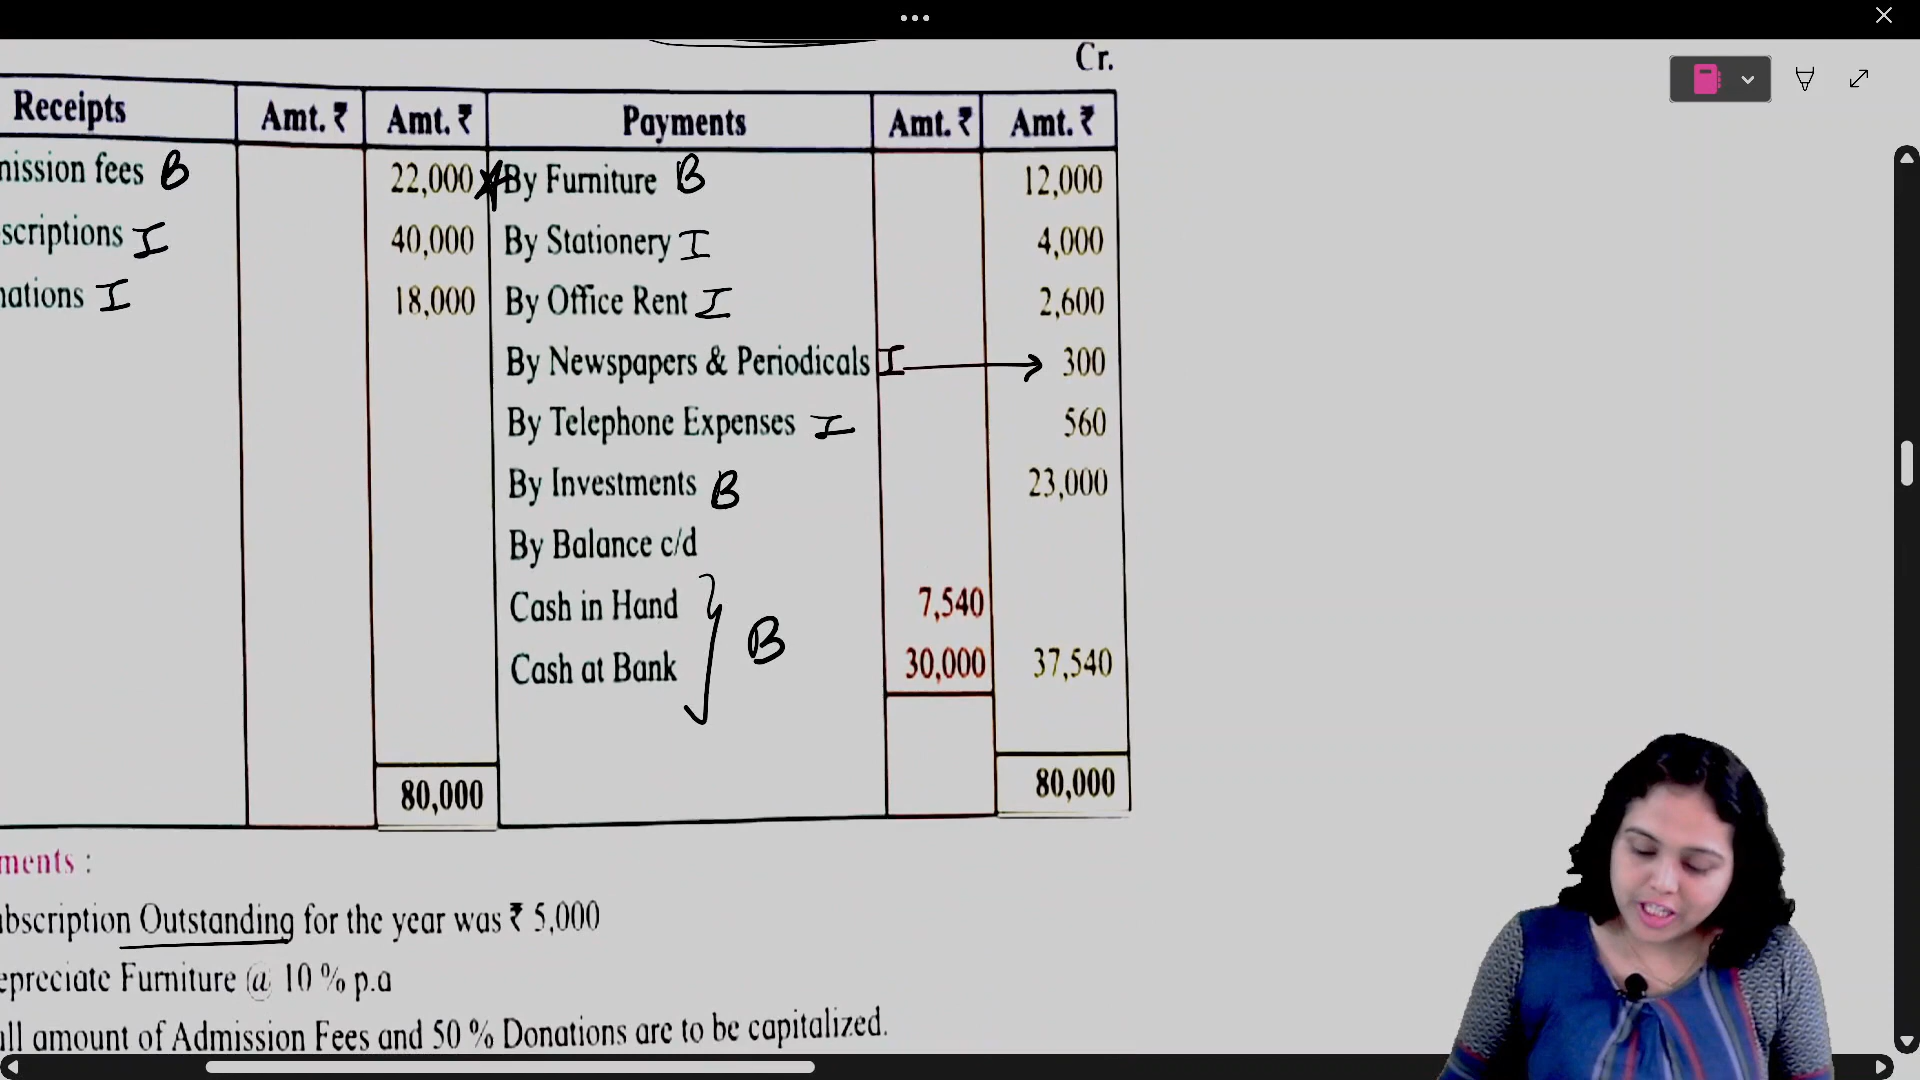 Cr.
Receipts Amt. ₹ Amt. ₹ Payments Amt. ₹ Amt. ₹
mission fees B 22,000 By Furniture B 12,000
scriptions I 40,000 By Stationery I 4,000
nations I 18,000 By Office Rent I 2,600
By Newspapers & Periodicals I → 300
By Telephone Expenses I 560
By Investments B 23,000
By Balance c/d
Cash in Hand 7,540
B
Cash at Bank 30,000 37,540
80,000 80,000
ments :
ubscription Outstanding for the year was ₹ 5,000
epreciate Furniture @ 10 % p.a
ull amount of Admission Fees and 50 % Donations are to be capitalized.